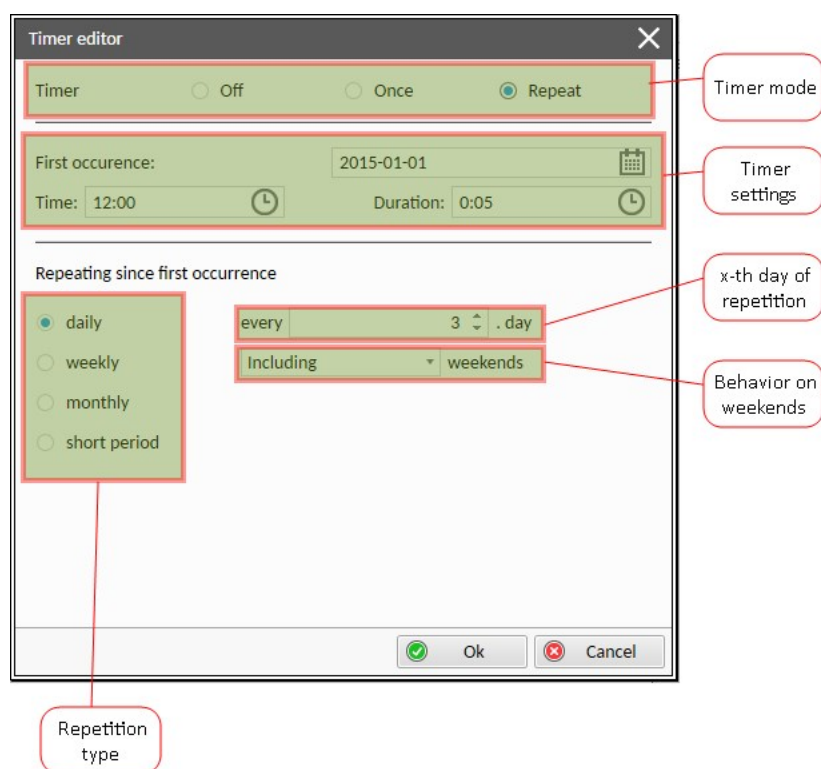 Timer editor
Timer Off Once Repeat
Timer mode
First occurence: 2015-01-01
Time: 12:00 Duration: 0:05
Timer
settings
Repeating since first occurrence
x-th day of
repetition
daily every 3 . day
weekly Including weekends
monthly
short period
Behavior on
weekends
Ok Cancel
Repetition
type